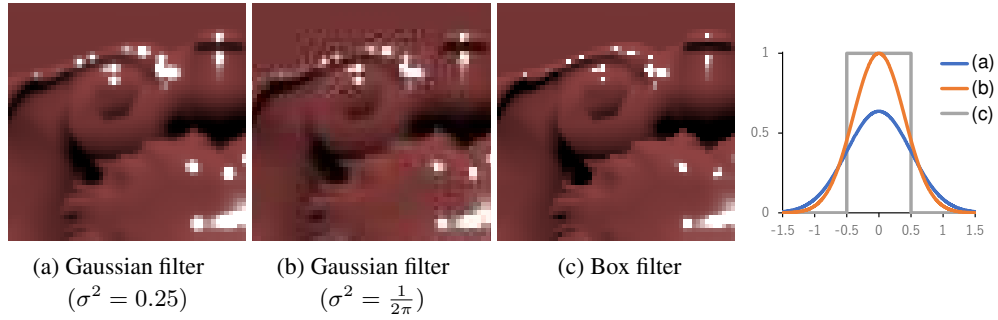 1
0.5
0
-1.5 -1 -0.5 0 0.5 1 1.5
(a)
(b)
(c)
(a) Gaussian filter
(σ² = 0.25)
(b) Gaussian filter
(σ² = 1/2π)
(c) Box filter